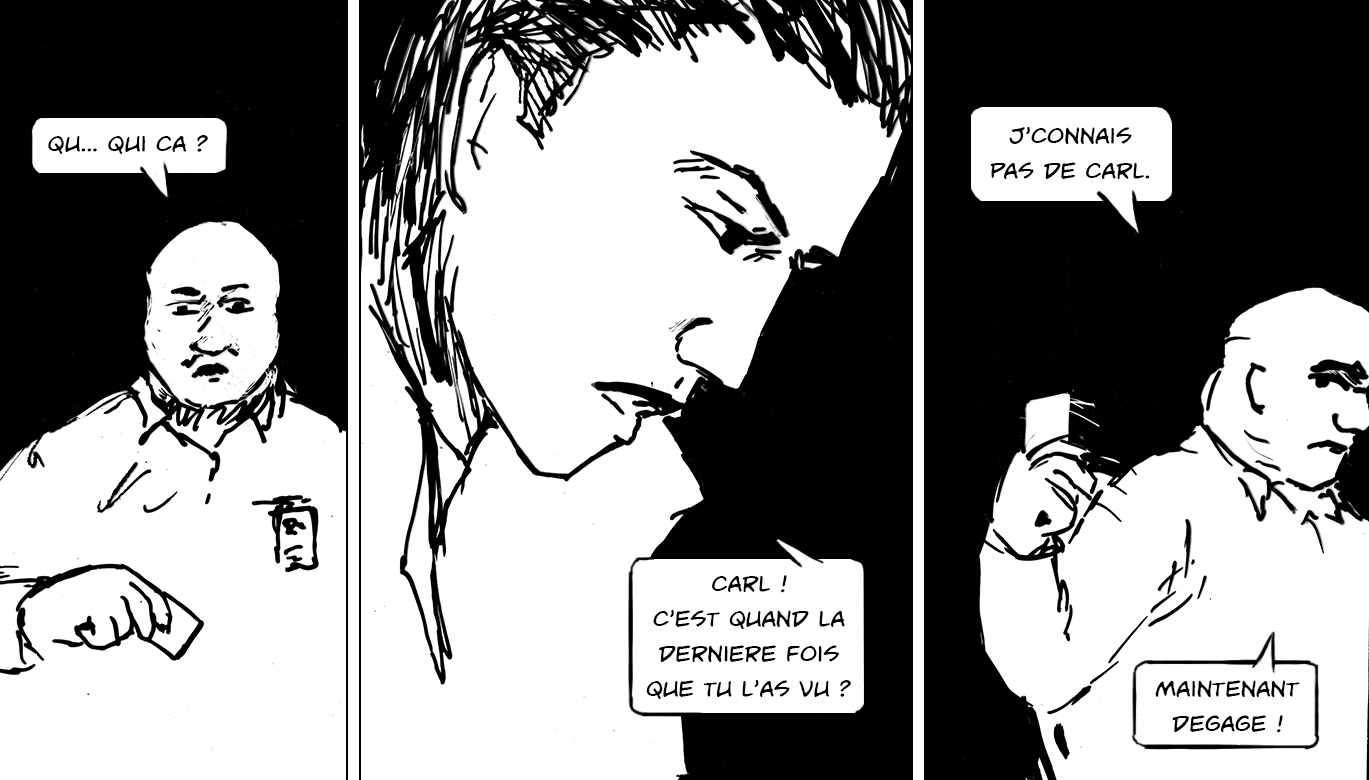 QU... QUI CA ?
CARL !
C'EST QUAND LA
DERNIERE FOIS
QUE TU L'AS VU ?
J'CONNAIS
PAS DE CARL.
MAINTENANT
DEGAGE !